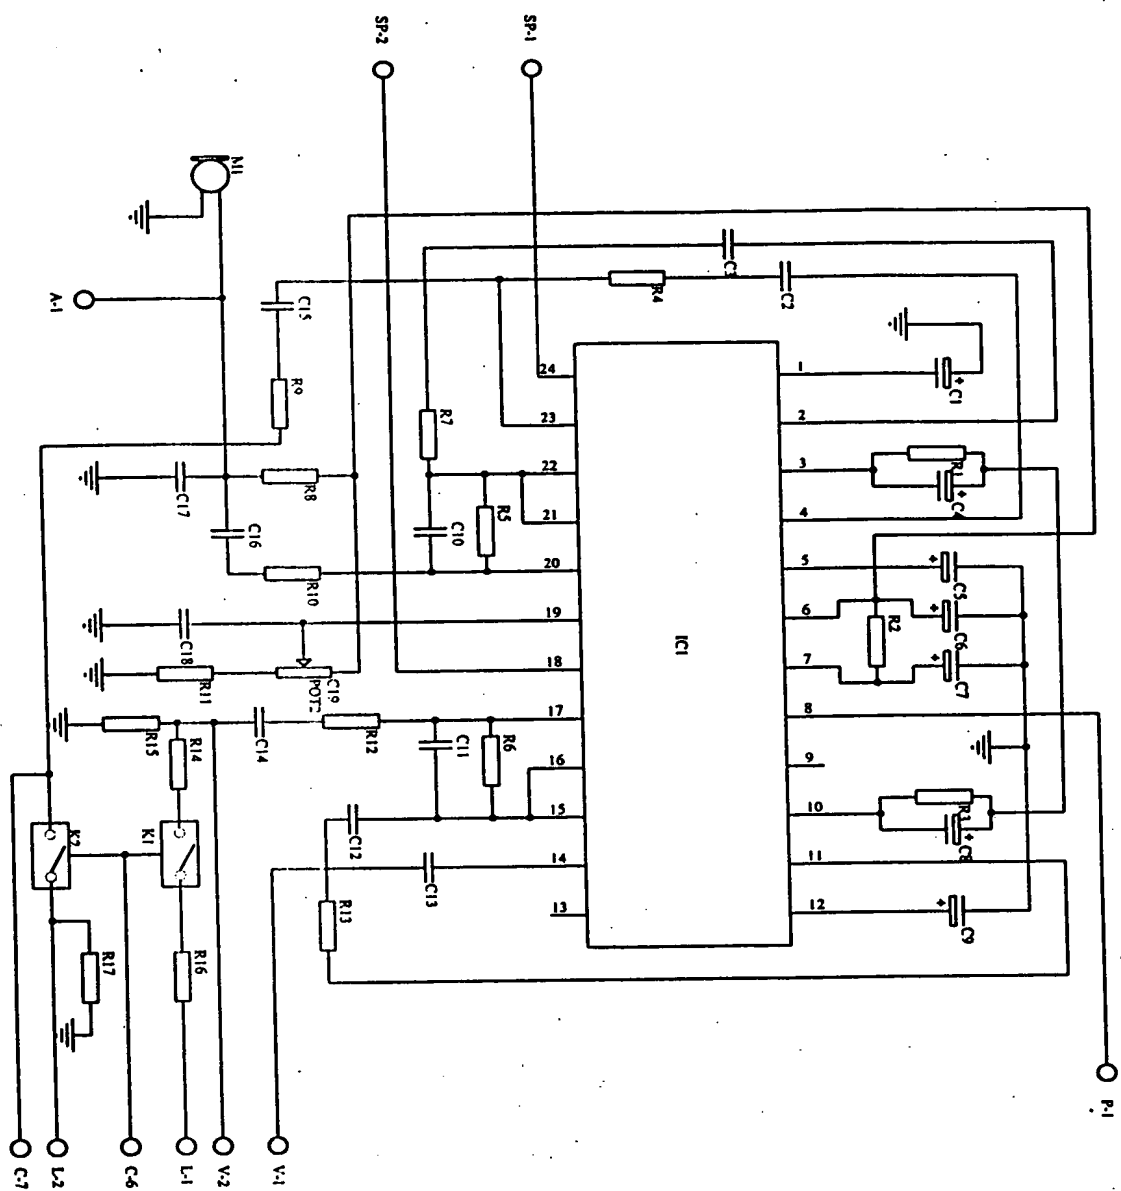 SP-2
SP-1
M1
A-1
C15
R4
C3
C2
C1
R9
R7
24
23
22
21
20
19
18
17
16
15
14
13
1
2
3
4
5
6
7
8
9
10
11
12
IC1
R1
C4
R8
C17
C16
R5
C10
R10
C5
C6
R2
C7
C18
R11
C19
POT2
R15
R14
C14
R12
C11
R6
C12
C13
R13
R3
C8
C9
K2
K1
R17
R16
P-1
C-7
L-2
C-6
L-1
V-2
V-1